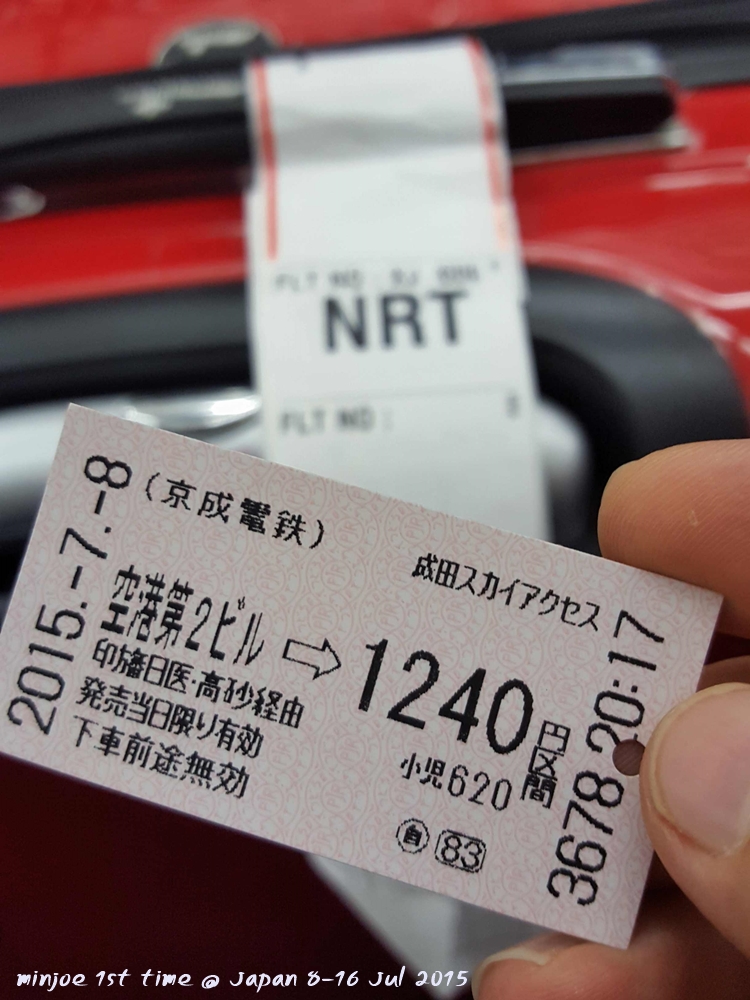 NRT
FLT NO :
2015.-7.-8
(京成電鉄)
成田スカイアクセス
空港第2ビル⇨1240円区間
印旛日医・高砂経由
発売当日限り有効
下車前途無効
小児620
自 83
3678 20:17
minjoe 1st time @ Japan 8-16 Jul 2015